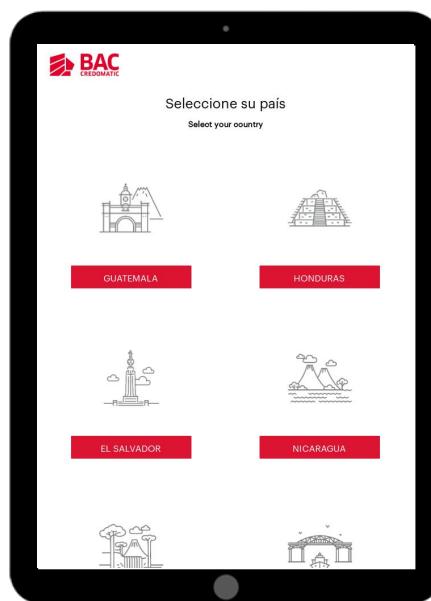 BAC
CREDOMATIC
Seleccione su país
Select your country
GUATEMALA
HONDURAS
EL SALVADOR
NICARAGUA